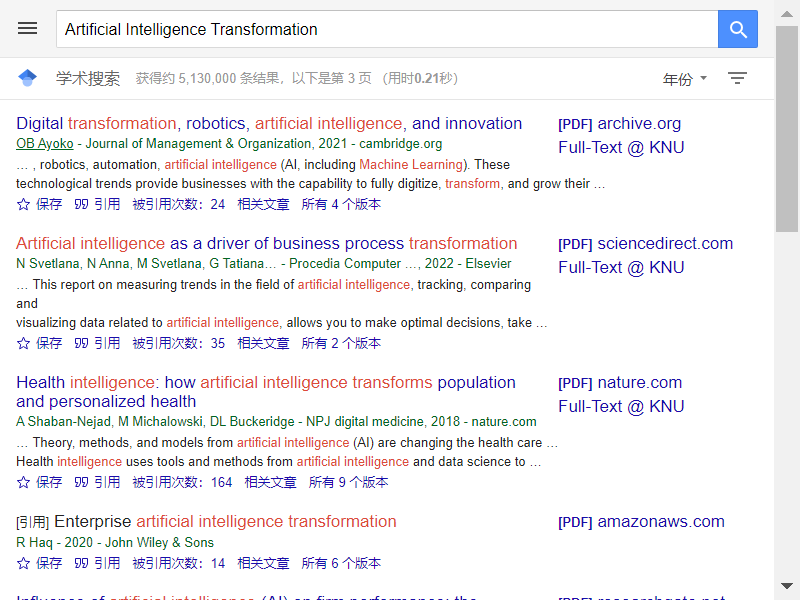 Artificial Intelligence Transformation
学术搜索 获得约 5,130,000 条结果，以下是第 3 页 （用时0.21秒） 年份
Digital transformation, robotics, artificial intelligence, and innovation
OB Ayoko - Journal of Management & Organization, 2021 - cambridge.org
… , robotics, automation, artificial intelligence (AI, including Machine Learning). These
technological trends provide businesses with the capability to fully digitize, transform, and grow their …
保存 引用 被引用次数：24 相关文章 所有 4 个版本
[PDF] archive.org
Full-Text @ KNU
Artificial intelligence as a driver of business process transformation
N Svetlana, N Anna, M Svetlana, G Tatiana… - Procedia Computer …, 2022 - Elsevier
… This report on measuring trends in the field of artificial intelligence, tracking, comparing
and
visualizing data related to artificial intelligence, allows you to make optimal decisions, take …
保存 引用 被引用次数：35 相关文章 所有 2 个版本
[PDF] sciencedirect.com
Full-Text @ KNU
Health intelligence: how artificial intelligence transforms population
and personalized health
A Shaban-Nejad, M Michalowski, DL Buckeridge - NPJ digital medicine, 2018 - nature.com
… Theory, methods, and models from artificial intelligence (AI) are changing the health care …
Health intelligence uses tools and methods from artificial intelligence and data science to …
保存 引用 被引用次数：164 相关文章 所有 9 个版本
[PDF] nature.com
Full-Text @ KNU
[引用] Enterprise artificial intelligence transformation
R Haq - 2020 - John Wiley & Sons
保存 引用 被引用次数：14 相关文章 所有 6 个版本
[PDF] amazonaws.com
Influence of artificial intelligence (AI) on firm performance: the
[PDF] researchgate.net